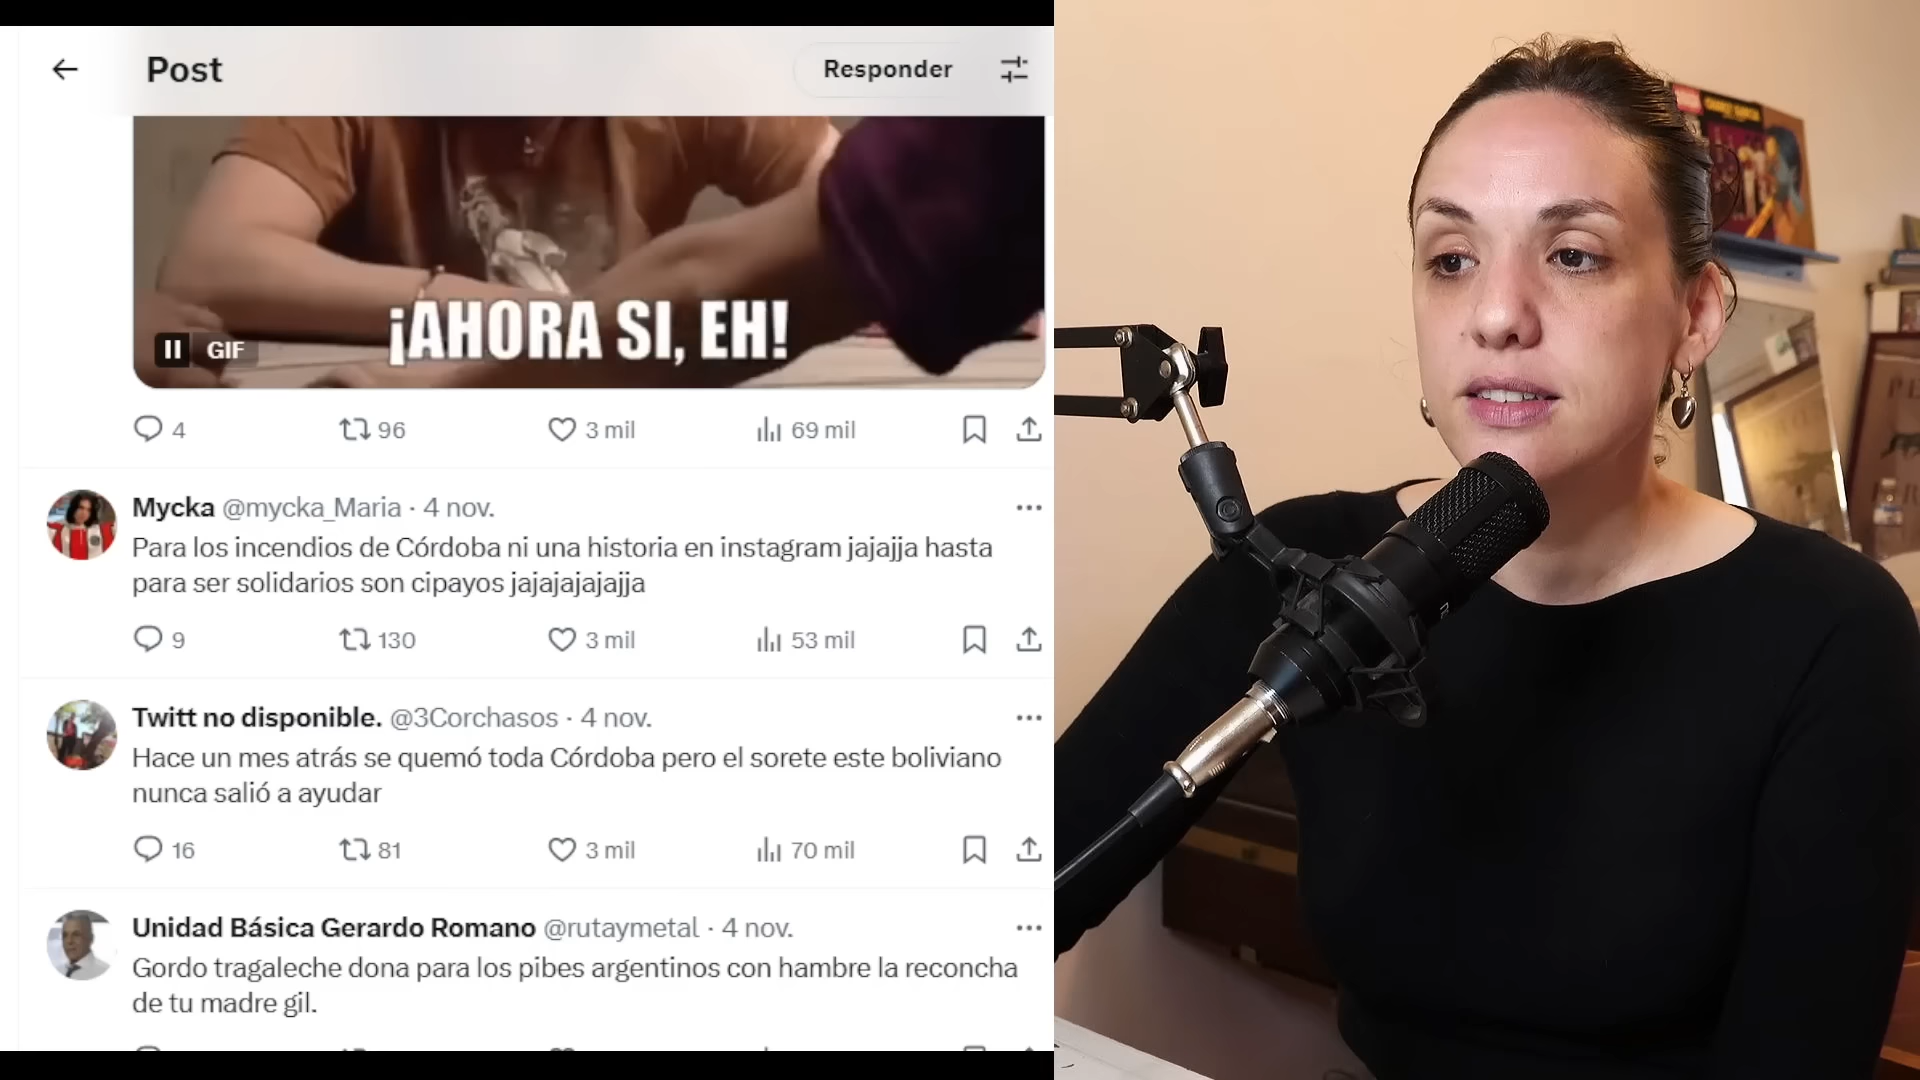 Post
Responder
¡AHORA SI, EH!
GIF
4
96
3 mil
69 mil
Mycka @mycka_Maria · 4 nov.
Para los incendios de Córdoba ni una historia en instagram jajajja hasta
para ser solidarios son cipayos jajajajajajja
9
130
3 mil
53 mil
Twitt no disponible. @3Corchasos · 4 nov.
Hace un mes atrás se quemó toda Córdoba pero el sorete este boliviano
nunca salió a ayudar
16
81
3 mil
70 mil
Unidad Básica Gerardo Romano @rutaymetal · 4 nov.
Gordo tragaleche dona para los pibes argentinos con hambre la reconcha
de tu madre gil.